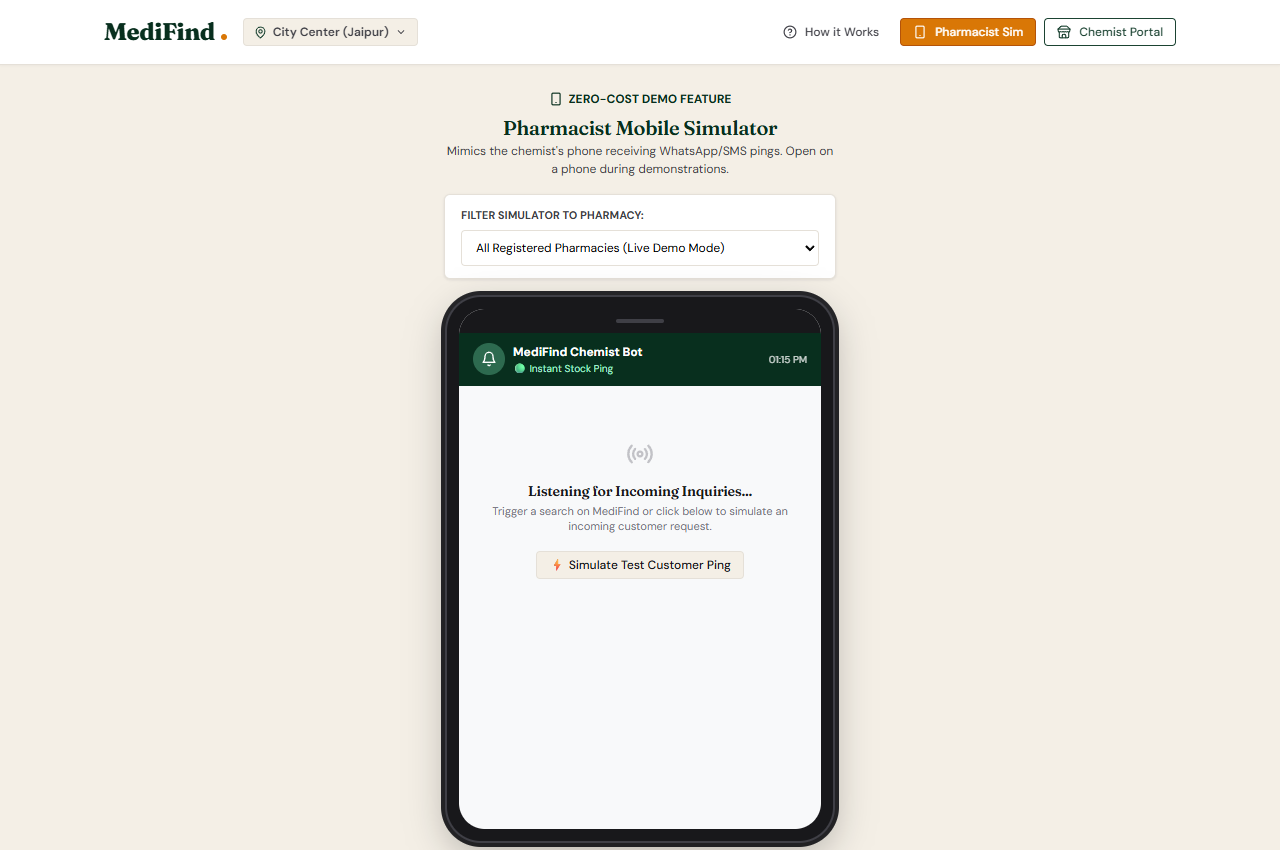 MediFind.
City Center (Jaipur)
How it Works
Pharmacist Sim
Chemist Portal
ZERO-COST DEMO FEATURE
Pharmacist Mobile Simulator
Mimics the chemist's phone receiving WhatsApp/SMS pings. Open on
a phone during demonstrations.
FILTER SIMULATOR TO PHARMACY:
All Registered Pharmacies (Live Demo Mode)
MediFind Chemist Bot
Instant Stock Ping
01:15 PM
Listening for Incoming Inquiries...
Trigger a search on MediFind or click below to simulate an
incoming customer request.
Simulate Test Customer Ping